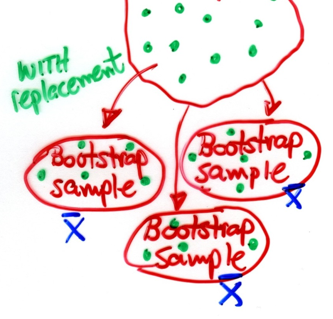 WITH
replacement
Bootstrap
sample
X̄
Bootstrap
sample
X̄
Bootstrap
Sample
X̄